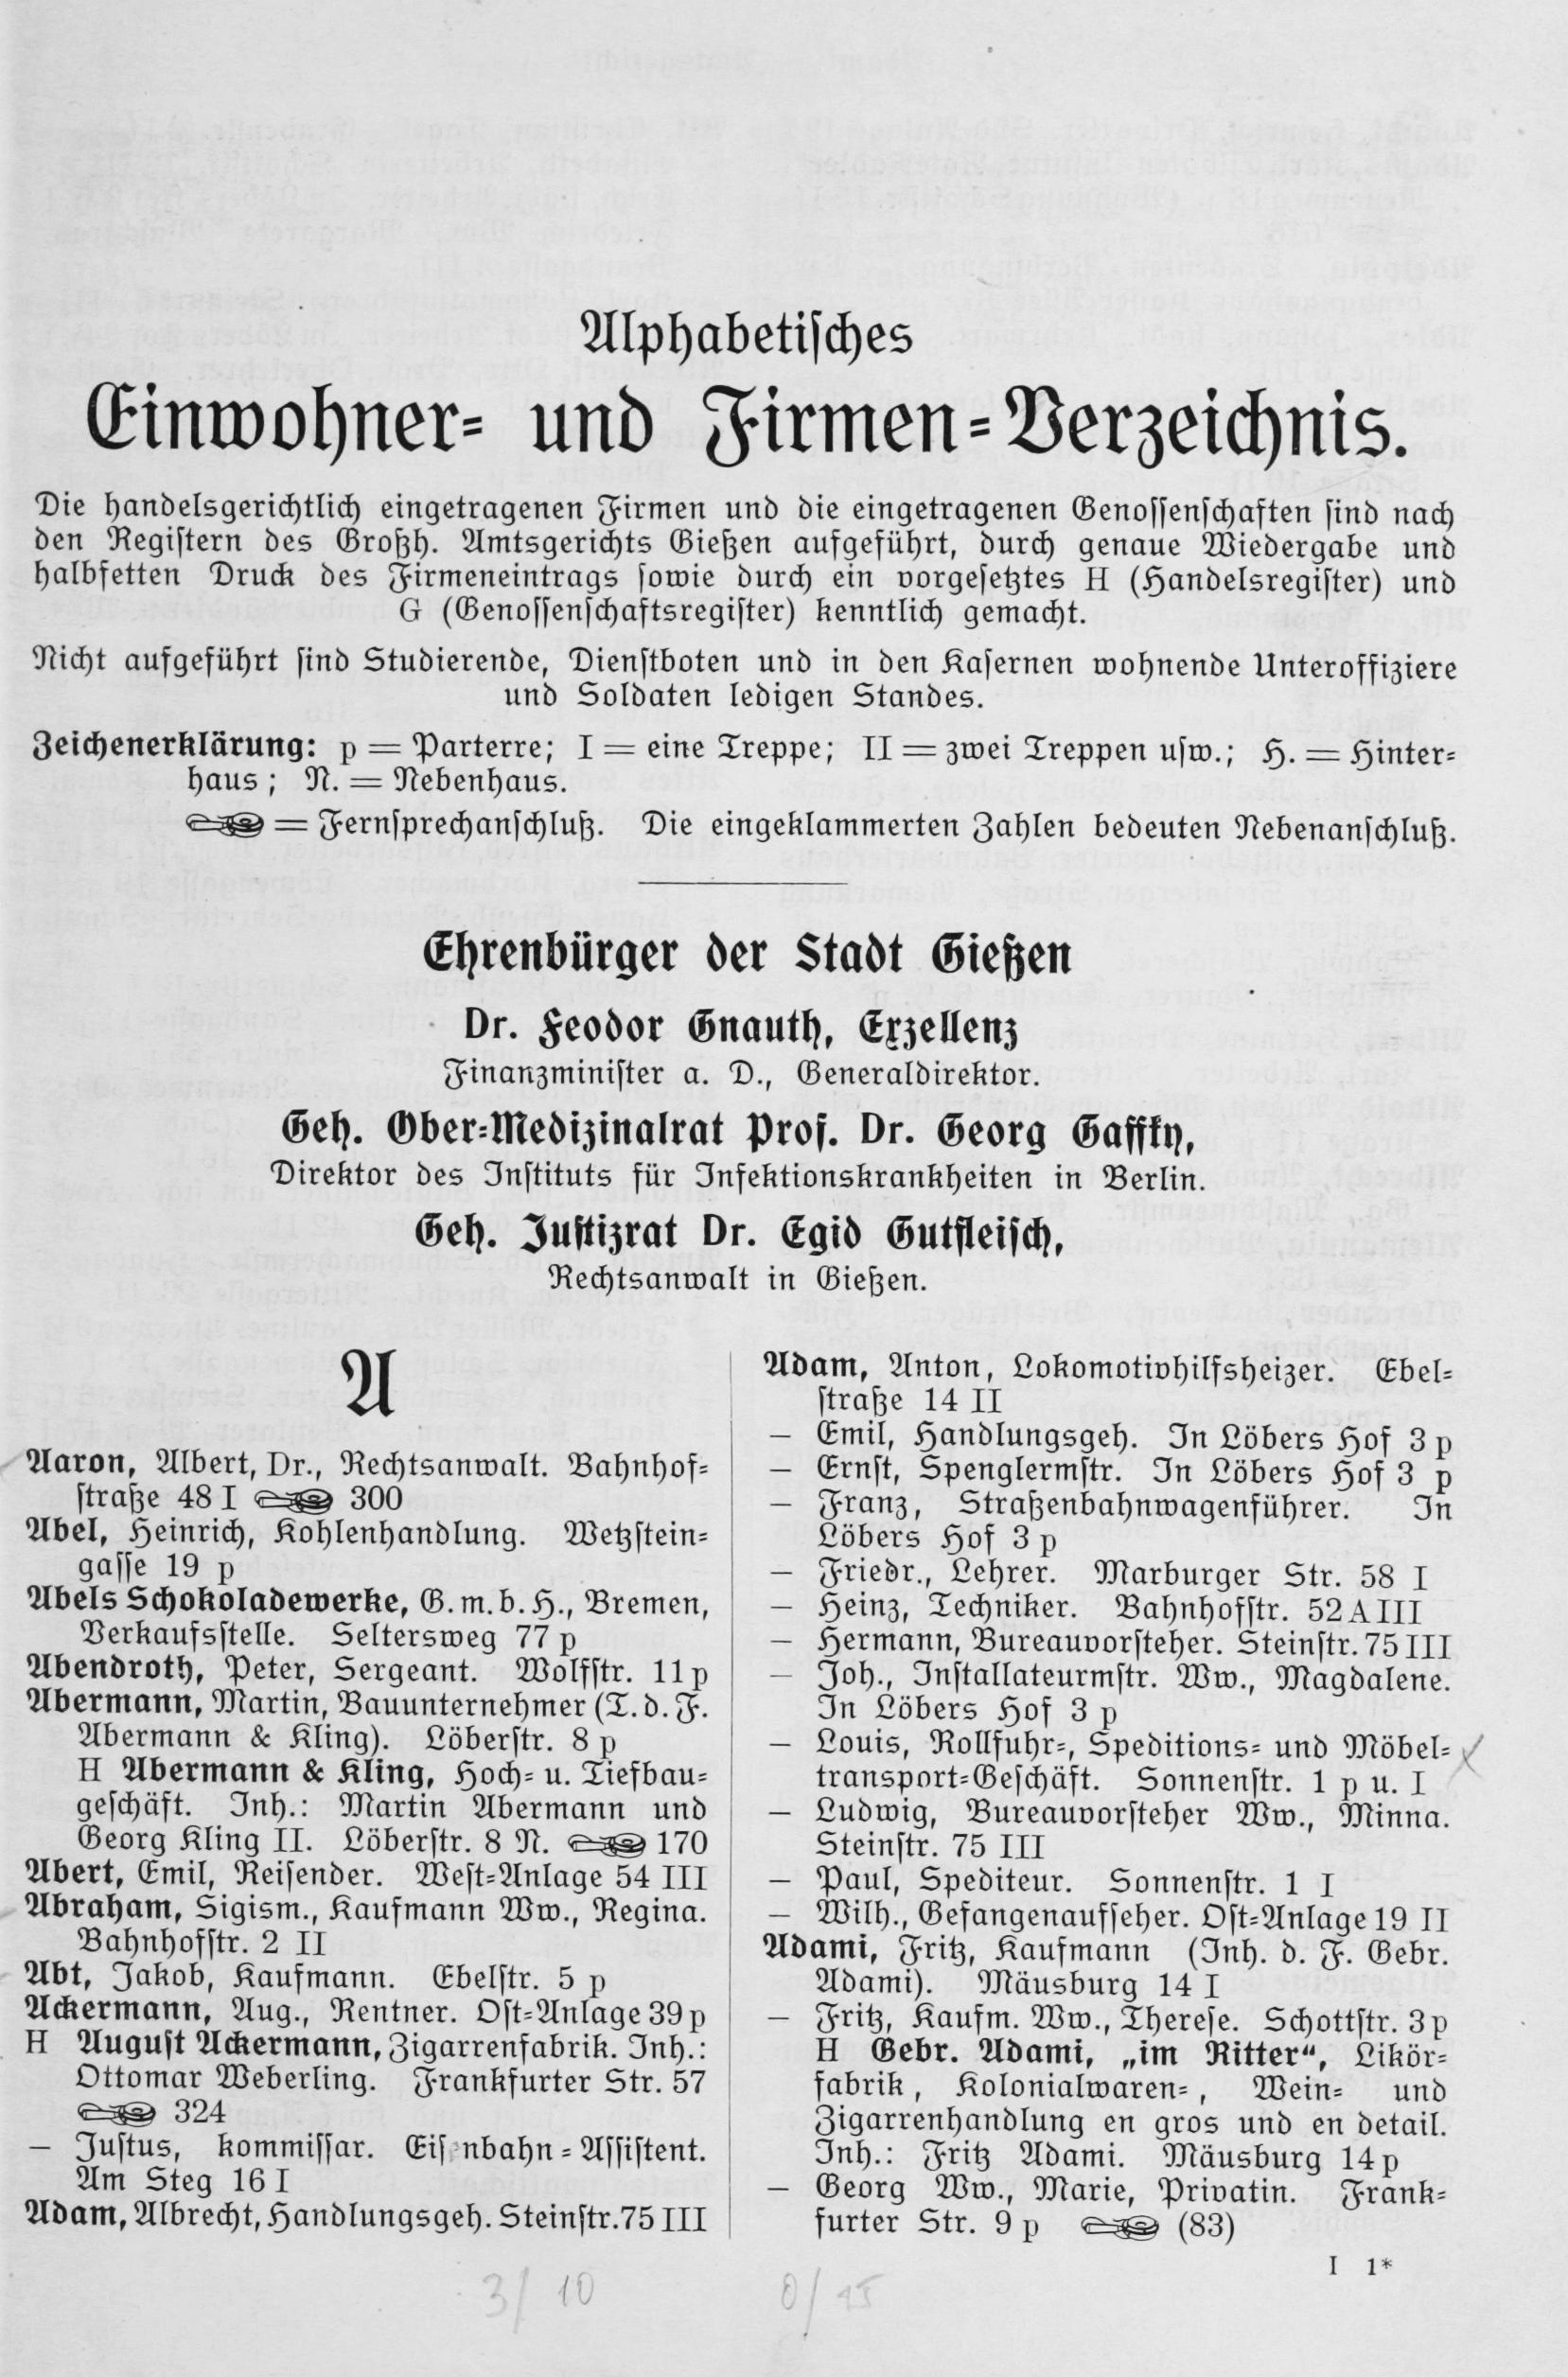 Alphabetisches
Einwohner- und Firmen-Verzeichnis.
Die handelsgerichtlich eingetragenen Firmen und die eingetragenen Genossenschaften sind nach
den Registern des Großh. Amtsgerichts Gießen aufgeführt, durch genaue Wiedergabe und
halbfetten Druck des Firmeneintrags sowie durch ein vorgesetztes H (Handelsregister) und
G (Genossenschaftsregister) kenntlich gemacht.
Nicht aufgeführt sind Studierende, Dienstboten und in den Kasernen wohnende Unteroffiziere
und Soldaten ledigen Standes.
Zeichenerklärung: p = Parterre; I = eine Treppe; II = zwei Treppen usw.; H. = Hinter-
haus; N. = Nebenhaus.
= Fernsprechanschluß. Die eingeklammerten Zahlen bedeuten Nebenanschluß.
Ehrenbürger der Stadt Gießen
Dr. Feodor Gnauth, Exzellenz
Finanzminister a. D., Generaldirektor.
Geh. Ober-Medizinalrat Prof. Dr. Georg Gaffky,
Direktor des Instituts für Infektionskrankheiten in Berlin.
Geh. Justizrat Dr. Egid Gutfleisch,
Rechtsanwalt in Gießen.
A
Aaron, Albert, Dr., Rechtsanwalt. Bahnhof-
straße 48 I 300
Abel, Heinrich, Kohlenhandlung. Wetzstein-
gasse 19 p
Abels Schokoladewerke, G. m. b. H., Bremen,
Verkaufsstelle. Seltersweg 77 p
Abendroth, Peter, Sergeant. Wolfstr. 11 p
Abermann, Martin, Bauunternehmer (T. d. F.
Abermann & Kling). Löberstr. 8 p
H Abermann & Kling, Hoch- u. Tiefbau-
geschäft. Inh.: Martin Abermann und
Georg Kling II. Löberstr. 8 N. 170
Abert, Emil, Reisender. West-Anlage 54 III
Abraham, Sigism., Kaufmann Ww., Regina.
Bahnhofstr. 2 II
Abt, Jakob, Kaufmann. Ebelstr. 5 p
Ackermann, Aug., Rentner. Ost-Anlage 39 p
H August Ackermann, Zigarrenfabrik. Inh.:
Ottomar Weberling. Frankfurter Str. 57
324
— Justus, kommissar. Eisenbahn-Assistent.
Am Steg 16 I
Adam, Albrecht, Handlungsgeh. Steinstr. 75 III
Adam, Anton, Lokomotivhilfsheizer. Ebel-
straße 14 II
— Emil, Handlungsgeh. In Löbers Hof 3 p
— Ernst, Spenglermstr. In Löbers Hof 3 p
— Franz, Straßenbahnwagenführer. In
Löbers Hof 3 p
— Friedr., Lehrer. Marburger Str. 58 I
— Heinz, Techniker. Bahnhofstr. 52 A III
— Hermann, Bureauvorsteher. Steinstr. 75 III
— Joh., Installateurmstr. Ww., Magdalene.
In Löbers Hof 3 p
— Louis, Rollfuhr-, Speditions- und Möbel-
transport-Geschäft. Sonnenstr. 1 p u. I
— Ludwig, Bureauvorsteher Ww., Minna.
Steinstr. 75 III
— Paul, Spediteur. Sonnenstr. 1 I
— Wilh., Gefangenaufseher. Ost-Anlage 19 II
Adami, Fritz, Kaufmann (Inh. d. F. Gebr.
Adami). Mäusburg 14 I
— Fritz, Kaufm. Ww., Therese. Schottstr. 3 p
H Gebr. Adami, „im Ritter“, Likör-
fabrik, Kolonialwaren-, Wein- und
Zigarrenhandlung en gros und en detail.
Inh.: Fritz Adami. Mäusburg 14 p
— Georg Ww., Marie, Privatin. Frank-
furter Str. 9 p (83)
I 1*
3/ 10